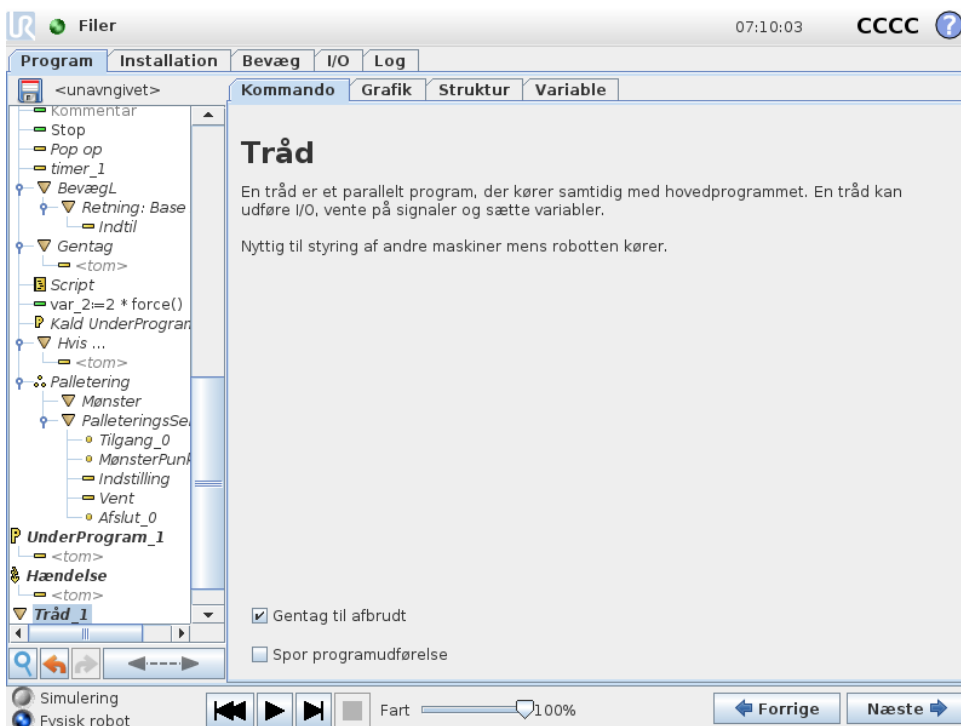 Filer
07:10:03
CCCC
?
Program Installation Bevæg I/O Log
<unavngivet>
Kommando Grafik Struktur Variable
Kommentar
Stop
Pop op
timer_1
BevægL
Retning: Base
Indtil
Gentag
<tom>
Script
var_2:=2 * force()
Kald UnderProgram
Hvis ...
<tom>
Palletering
Mønster
PalleteringsSe
Tilgang_0
MønsterPunk
Indstilling
Vent
Afslut_0
P UnderProgram_1
<tom>
Hændelse
<tom>
Tråd_1
Tråd
En tråd er et parallelt program, der kører samtidig med hovedprogrammet. En tråd kan
udføre I/O, vente på signaler og sætte variabler.
Nyttig til styring af andre maskiner mens robotten kører.
Gentag til afbrudt
Spor programudførelse
Simulering
Fysisk robot
Fart 100%
Forrige
Næste